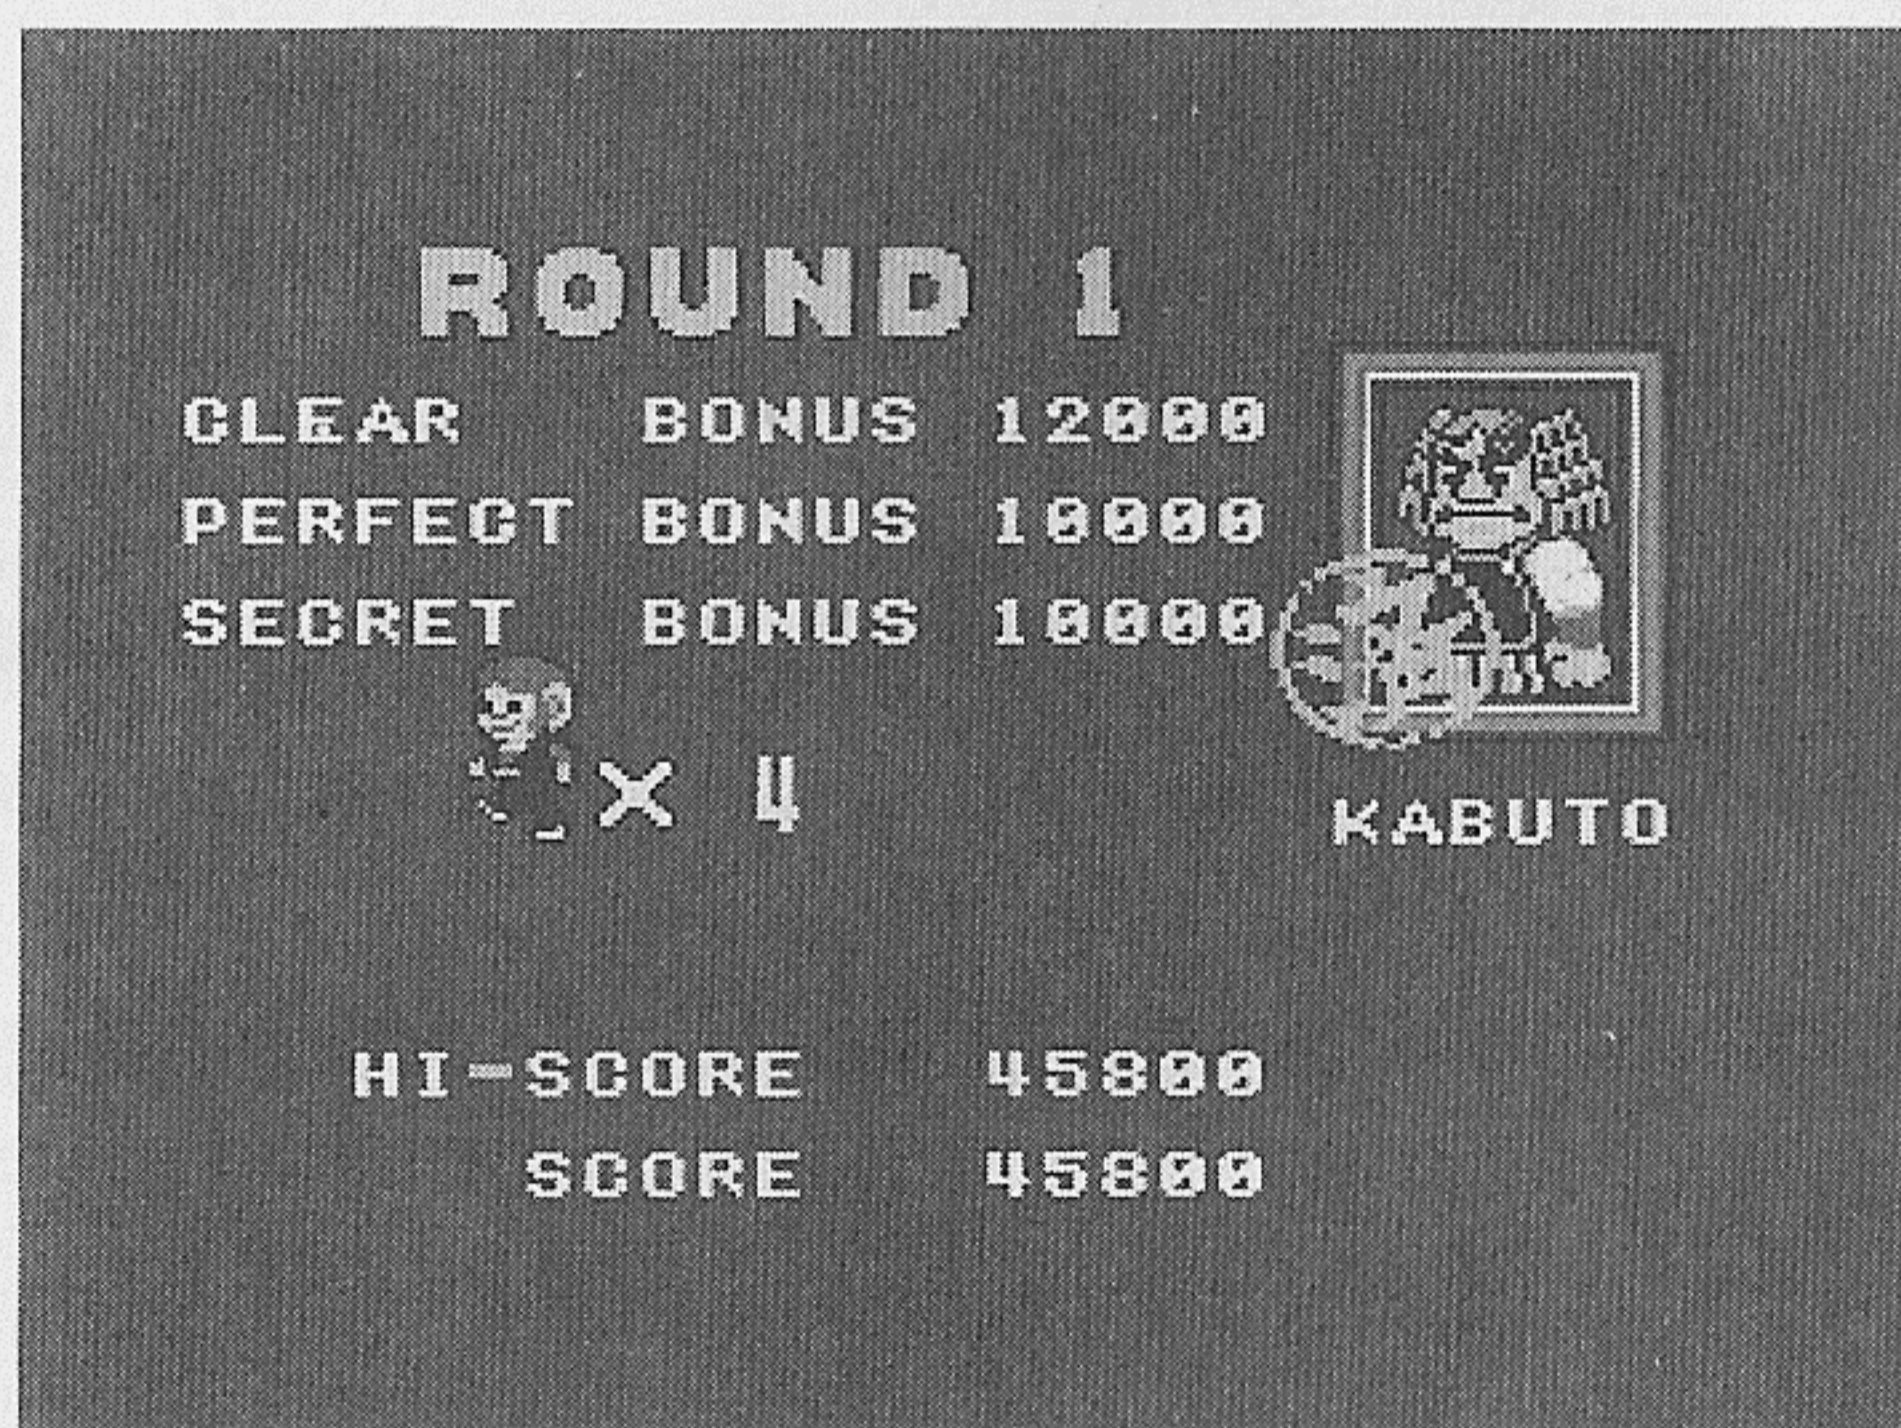 ROUND 1
CLEAR BONUS 12000
PERFECT BONUS 10000
SECRET BONUS 10000
× 4
KABUTO
HI-SCORE 45800
SCORE 45800